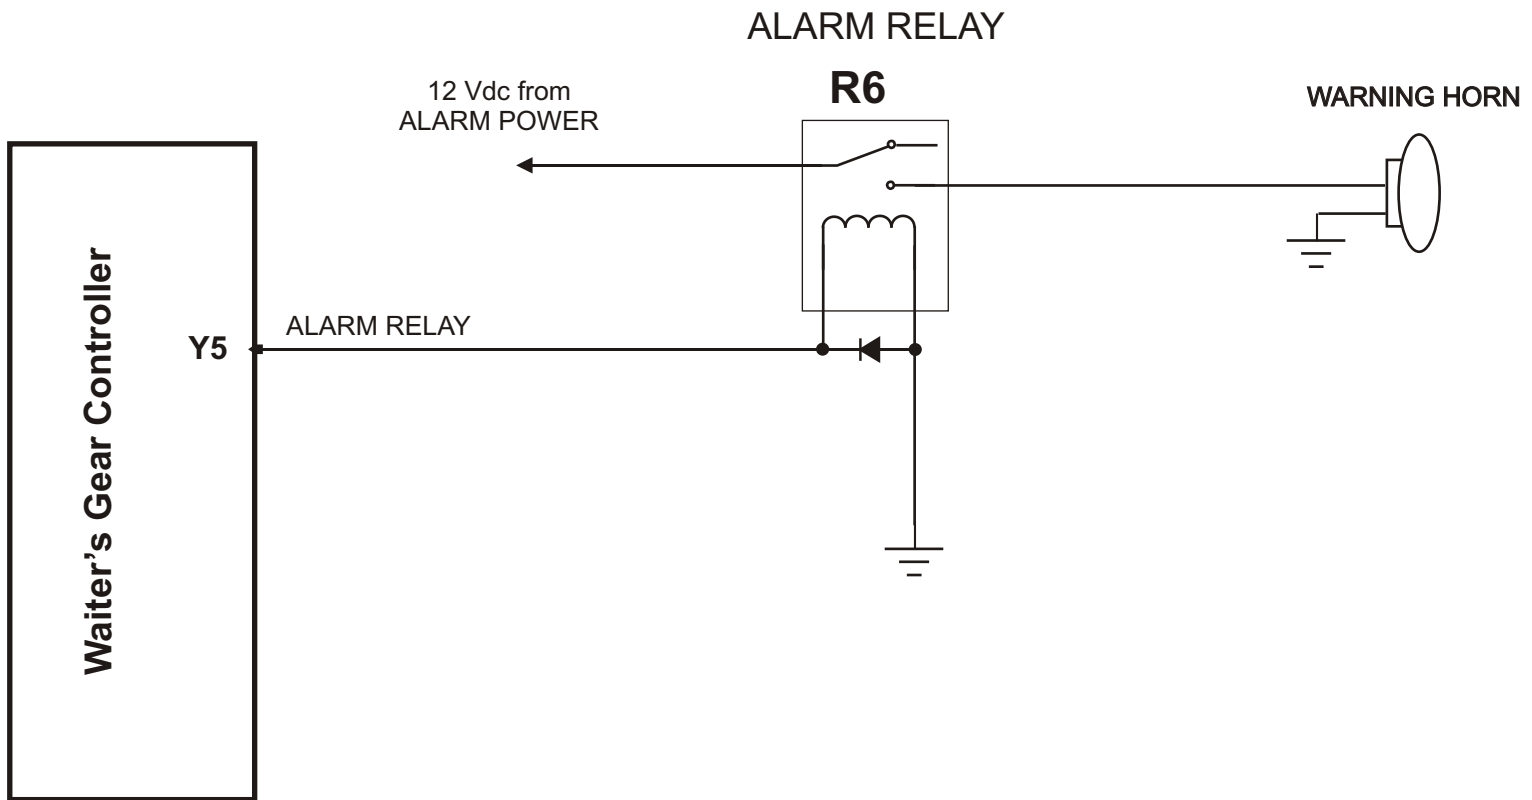 ALARM RELAY
R6
12 Vdc from
ALARM POWER
WARNING HORN
Waiter's Gear Controller
Y5
ALARM RELAY